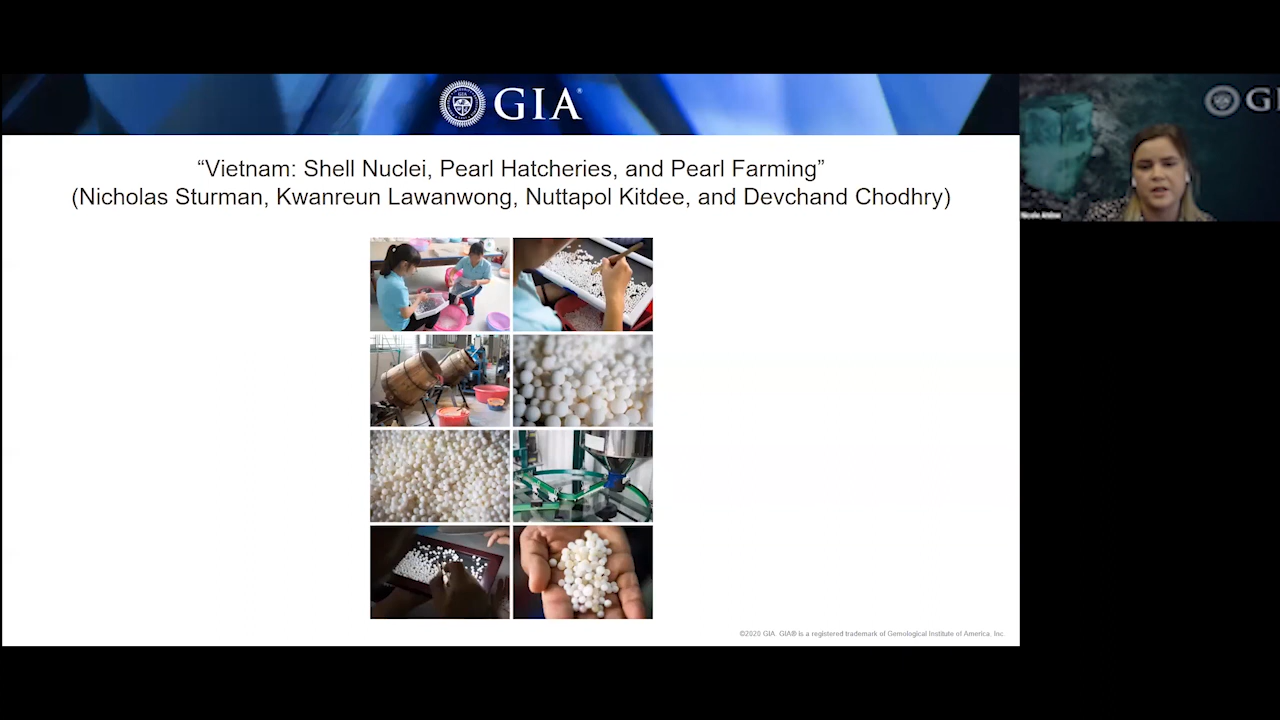 GIA®
“Vietnam: Shell Nuclei, Pearl Hatcheries, and Pearl Farming”
(Nicholas Sturman, Kwanreun Lawanwong, Nuttapol Kitdee, and Devchand Chodhry)
©2020 GIA. GIA® is a registered trademark of Gemological Institute of America. Inc.
GI